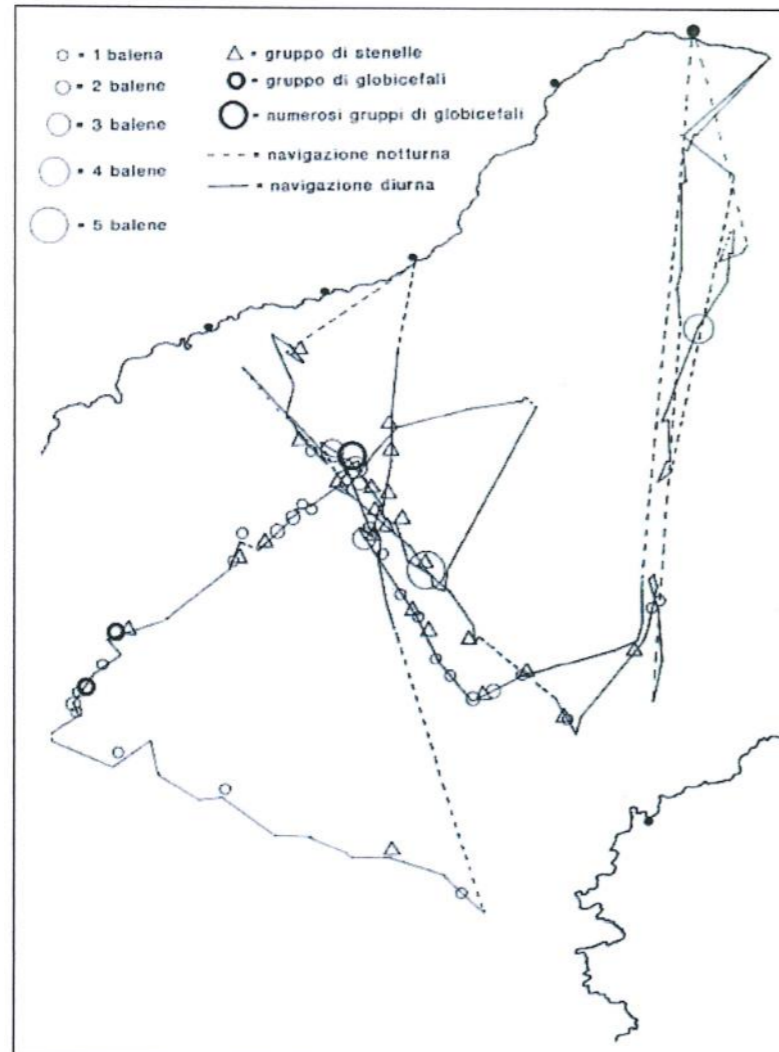 = 1 balena
= 2 balene
= 3 balene
= 4 balene
= 5 balene
= gruppo di stenelle
= gruppo di globicefali
= numerosi gruppi di globicefali
= navigazione notturna
= navigazione diurna